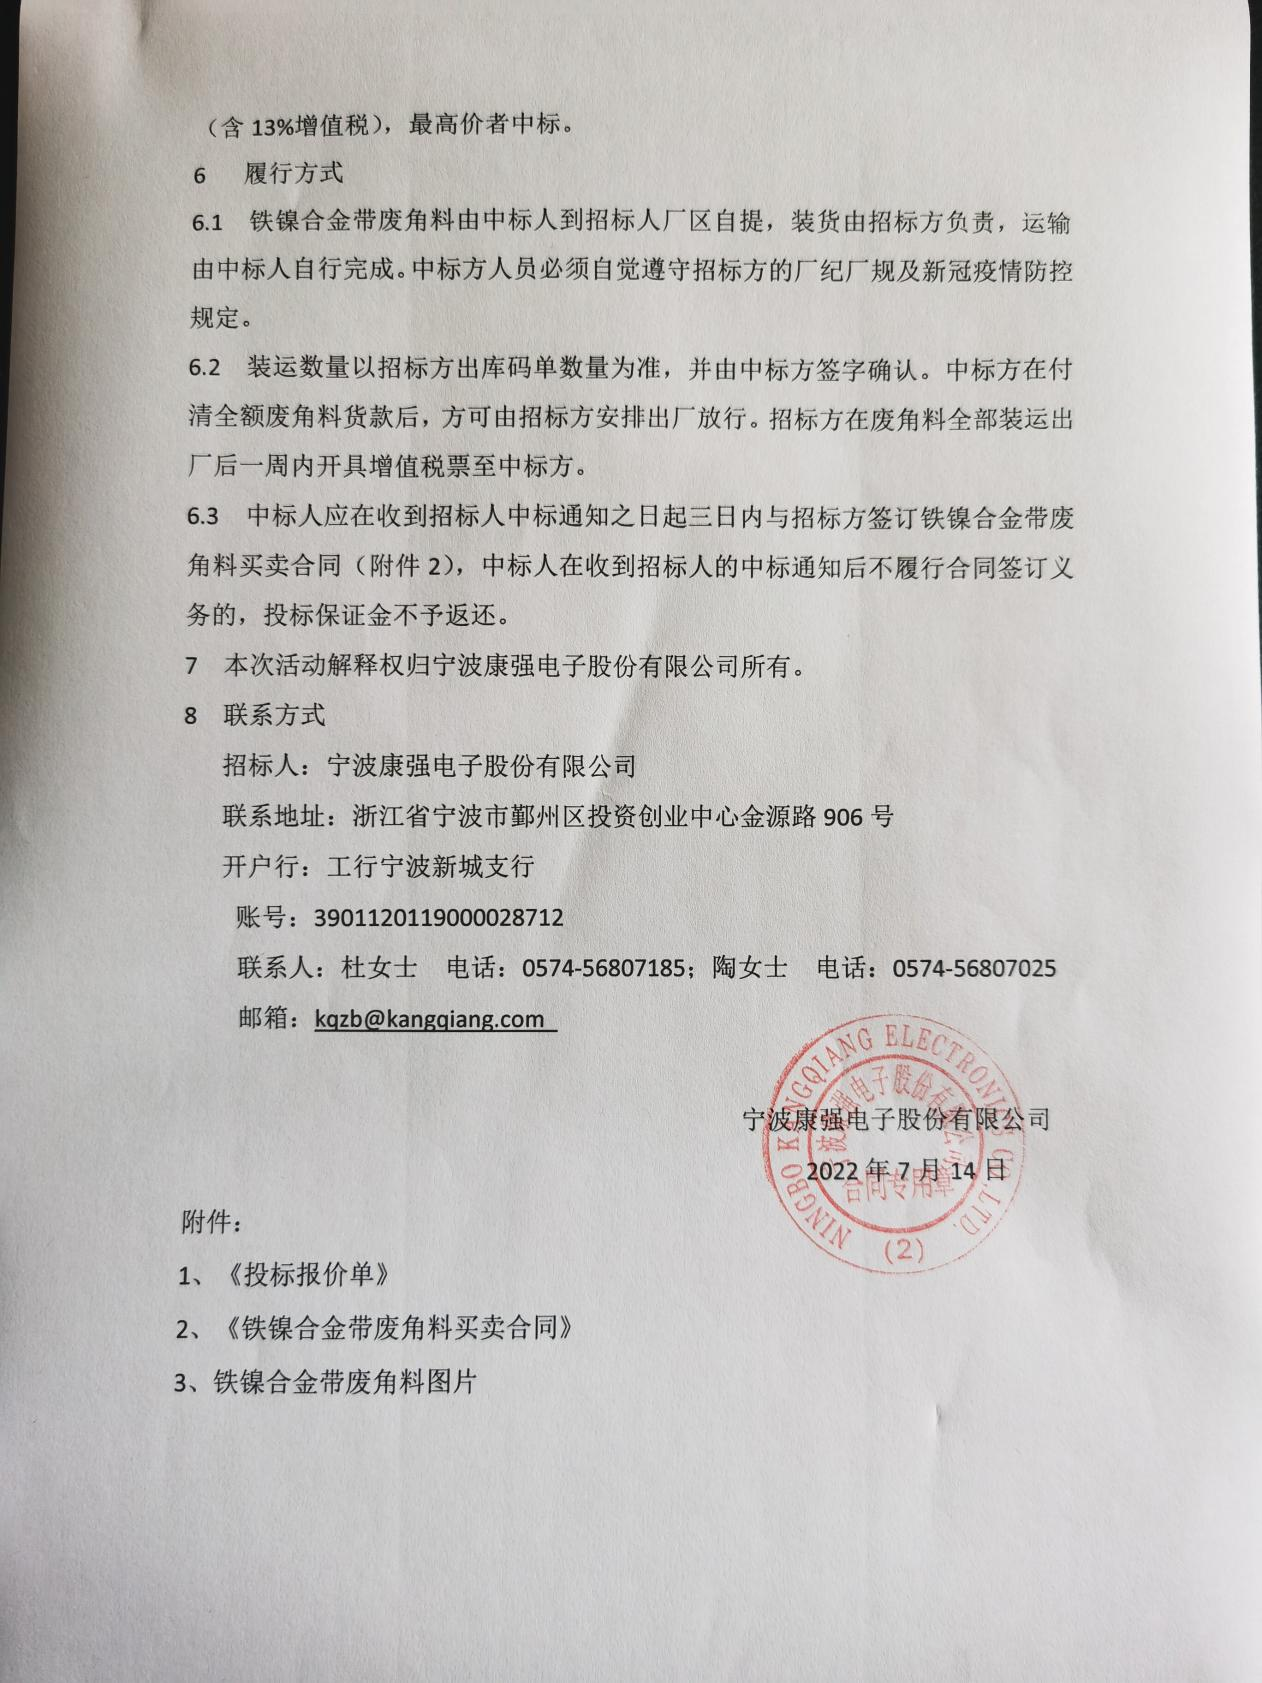 （含 13%增值税），最高价者中标。
6 履行方式
6.1 铁镍合金带废角料由中标人到招标人厂区自提，装货由招标方负责，运输
由中标人自行完成。中标方人员必须自觉遵守招标方的厂纪厂规及新冠疫情防控
规定。
6.2 装运数量以招标方出库码单数量为准，并由中标方签字确认。中标方在付
清全额废角料货款后，方可由招标方安排出厂放行。招标方在废角料全部装运出
厂后一周内开具增值税票至中标方。
6.3 中标人应在收到招标人中标通知之日起三日内与招标方签订铁镍合金带废
角料买卖合同（附件 2），中标人在收到招标人的中标通知后不履行合同签订义
务的，投标保证金不予返还。
7 本次活动解释权归宁波康强电子股份有限公司所有。
8 联系方式
招标人：宁波康强电子股份有限公司
联系地址：浙江省宁波市鄞州区投资创业中心金源路 906 号
开户行：工行宁波新城支行
账号：3901120119000028712
联系人：杜女士 电话：0574-56807185；陶女士 电话：0574-56807025
邮箱：kqzb@kangqiang.com
宁波康强电子股份有限公司
2022 年 7 月 14 日
NINGBO KANGQIANG ELECTRONICS CO.,LTD.
宁波康强电子股份有限公司
合同专用章
(2)
附件：
1、《投标报价单》
2、《铁镍合金带废角料买卖合同》
3、铁镍合金带废角料图片